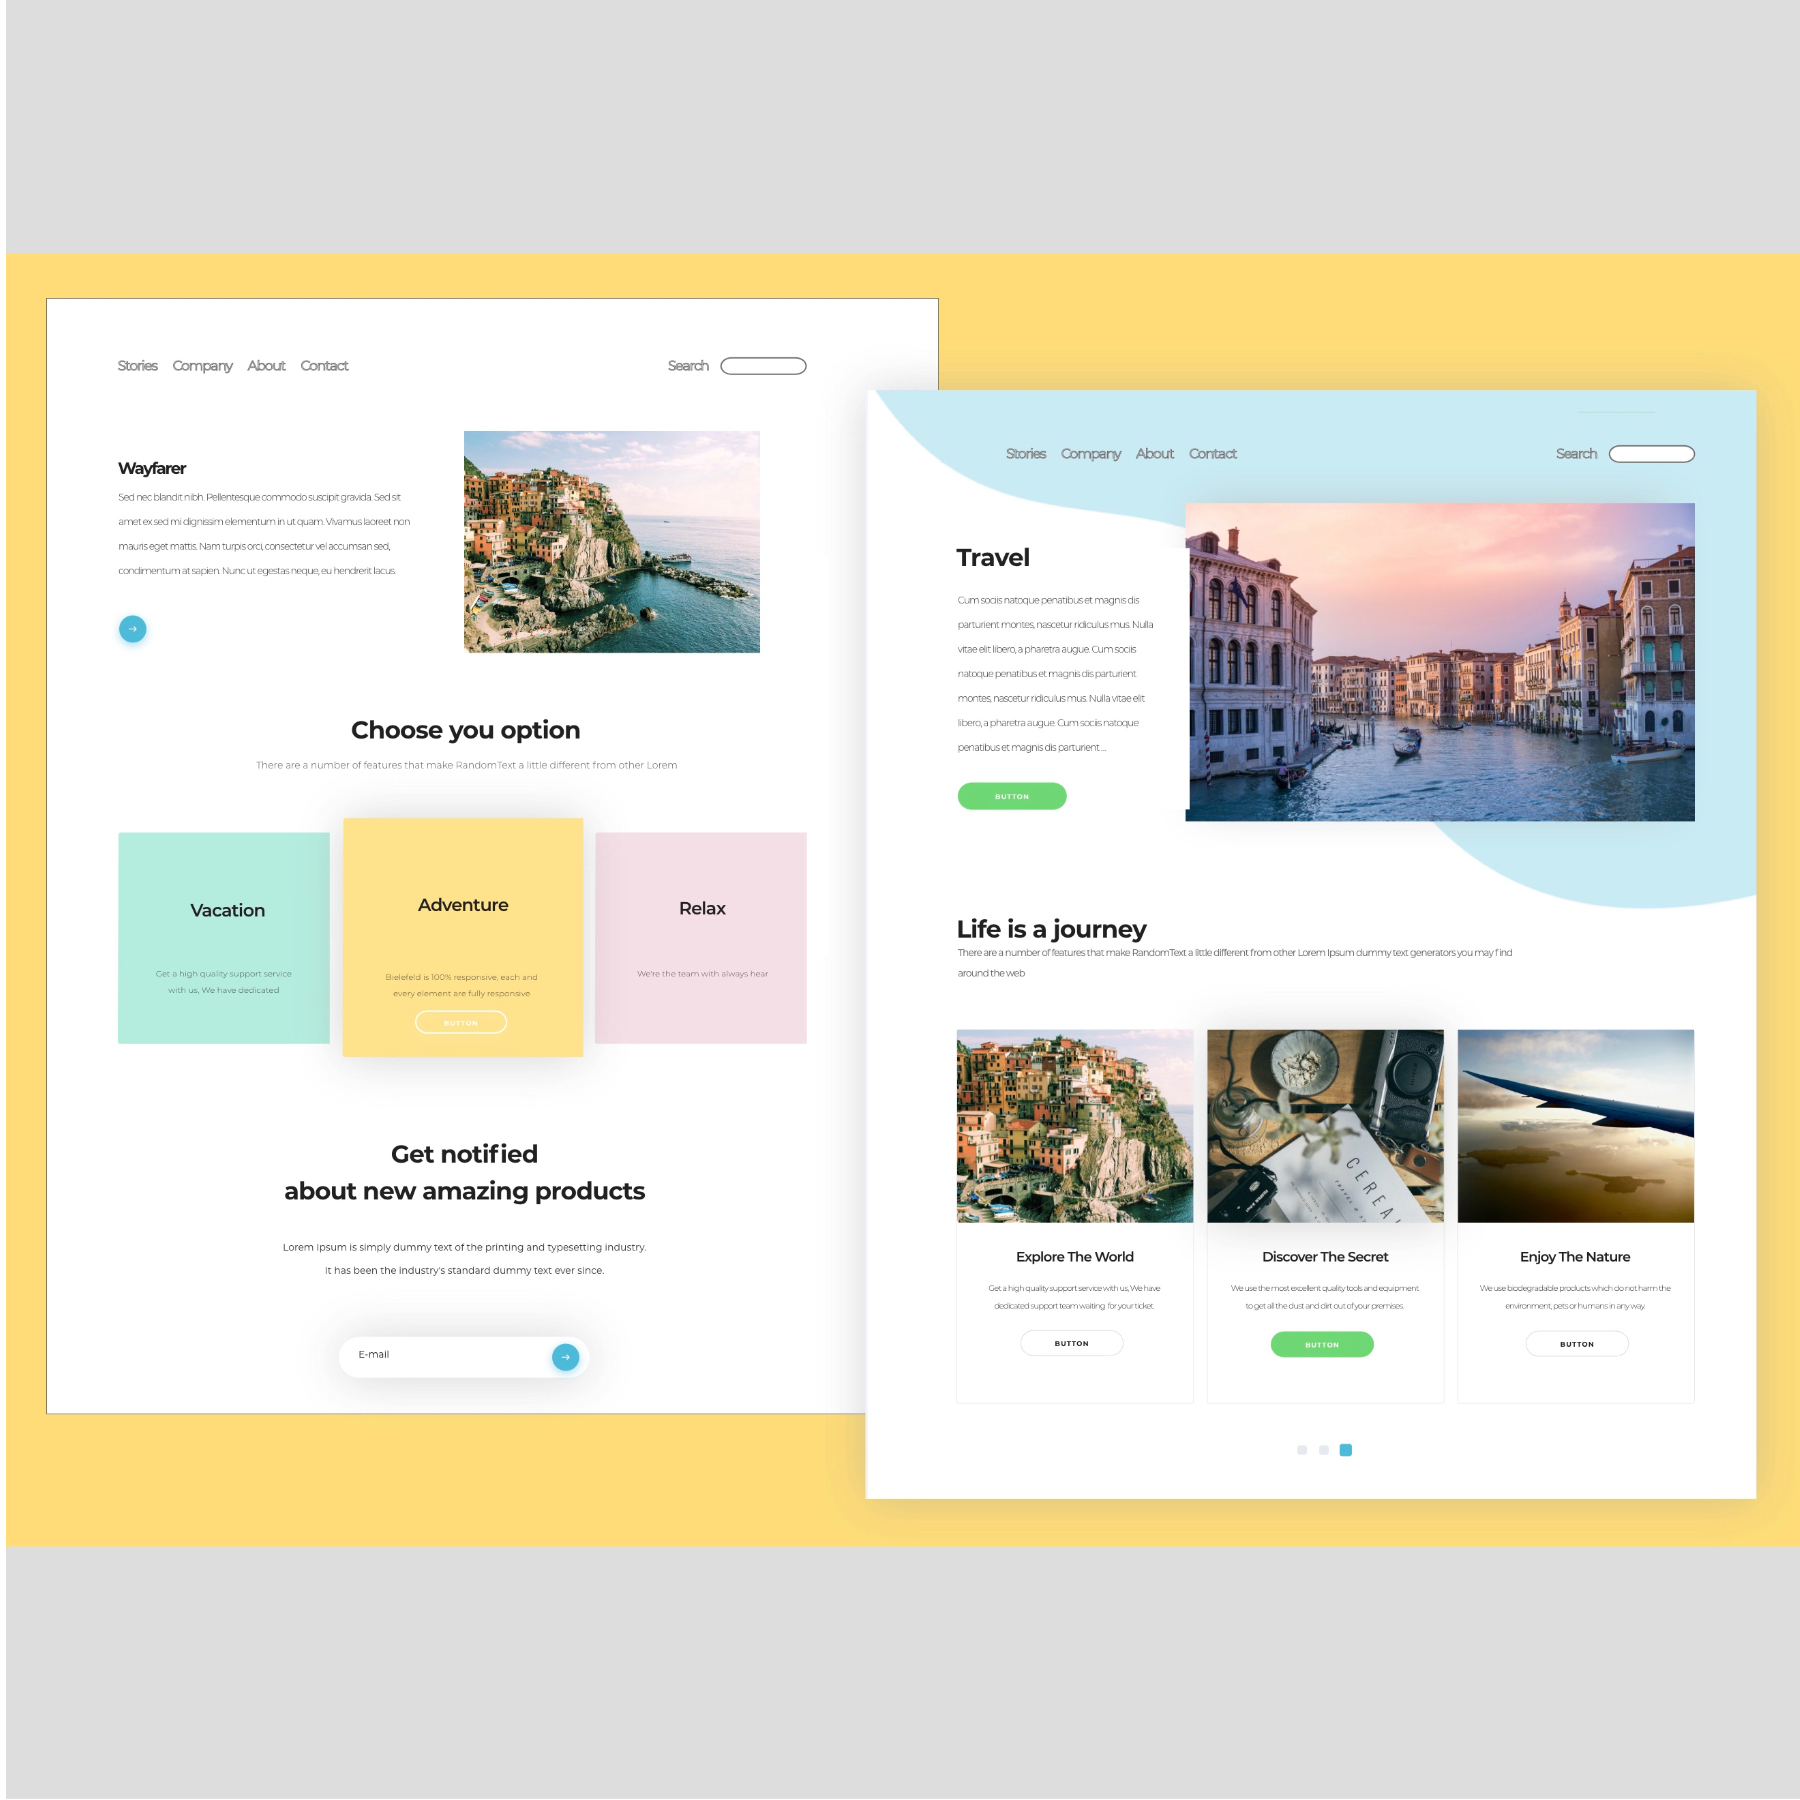 Stories Company About Contact Search
Wayfarer
Sed nec blandit nibh. Pellentesque commodo suscipit gravida. Sed sit
amet ex sed mi dignissim elementum in ut quam. Vivamus laoreet non
mauris eget mattis. Nam turpis orci, consectetur vel accumsan sed,
condimentum at sapien. Nunc ut egestas neque, eu hendrerit lacus.
Choose you option
There are a number of features that make RandomText a little different from other Lorem
Vacation
Get a high quality support service
with us, We have dedicated
Adventure
Bielefeld is 100% responsive, each and
every element are fully responsive
BUTTON
Relax
We're the team with always hear
Get notified
about new amazing products
Lorem Ipsum is simply dummy text of the printing and typesetting industry.
It has been the industry's standard dummy text ever since.
E-mail
Stories Company About Contact Search
Travel
Cum sociis natoque penatibus et magnis dis
parturient montes, nascetur ridiculus mus. Nulla
vitae elit libero, a pharetra augue. Cum sociis
natoque penatibus et magnis dis parturient
montes, nascetur ridiculus mus. Nulla vitae elit
libero, a pharetra augue. Cum sociis natoque
penatibus et magnis dis parturient ...
BUTTON
Life is a journey
There are a number of features that make RandomText a little different from other Lorem Ipsum dummy text generators you may find
around the web
CEREAL
Explore The World
Get a high quality support service with us, We have
dedicated support team waiting for your ticket.
BUTTON
Discover The Secret
We use the most excellent quality tools and equipment
to get all the dust and dirt out of your premises.
BUTTON
Enjoy The Nature
We use biodegradable products which do not harm the
environment, pets or humans in any way.
BUTTON